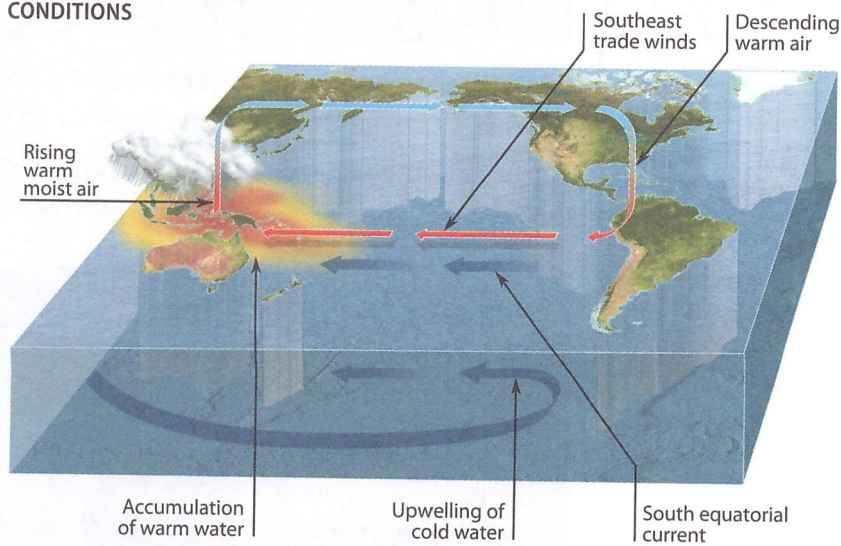 CONDITIONS
Southeast
trade winds
Descending
warm air
Rising
warm
moist air
Accumulation
of warm water
Upwelling of
cold water
South equatorial
current